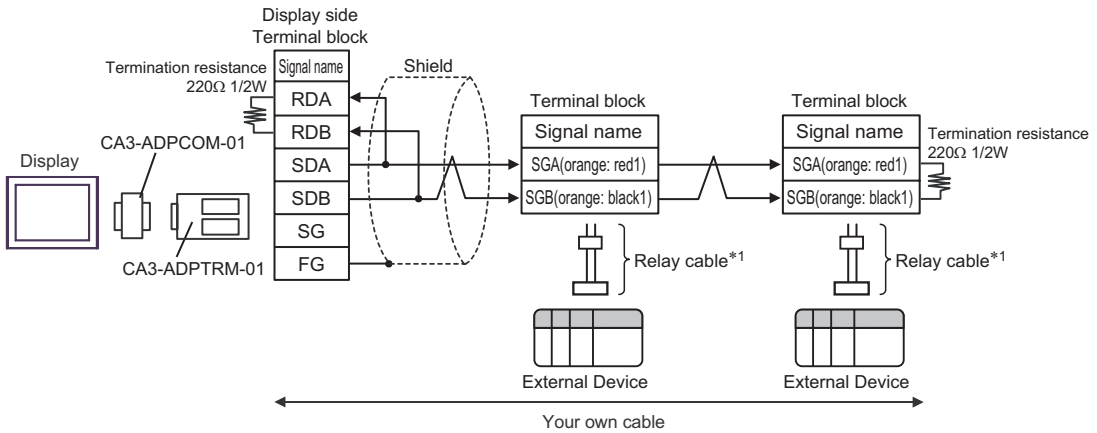 Display side
Terminal block
Termination resistance
220Ω 1/2W
Signal name
RDA
RDB
SDA
SDB
SG
FG
Shield
Display
CA3-ADPCOM-01
CA3-ADPTRM-01
Terminal block
Signal name
SGA(orange: red1)
SGB(orange: black1)
Relay cable*1
External Device
Terminal block
Signal name
SGA(orange: red1)
SGB(orange: black1)
Termination resistance
220Ω 1/2W
Relay cable*1
External Device
Your own cable